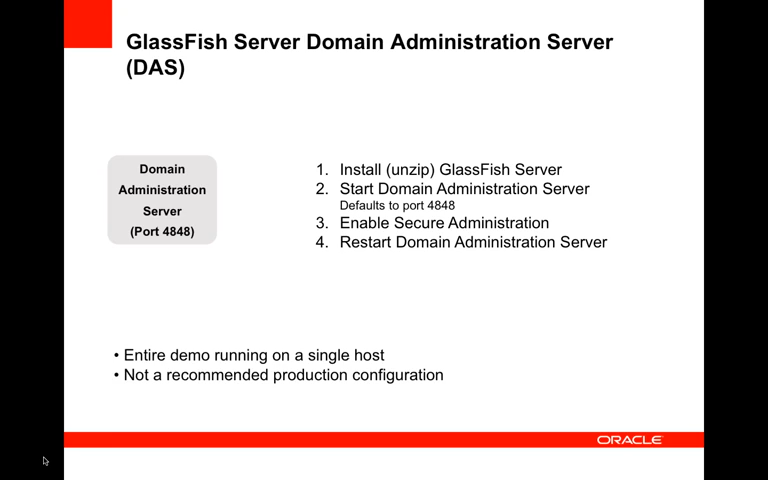 GlassFish Server Domain Administration Server
(DAS)
Domain
Administration
Server
(Port 4848)
1. Install (unzip) GlassFish Server
2. Start Domain Administration Server
Defaults to port 4848
3. Enable Secure Administration
4. Restart Domain Administration Server
• Entire demo running on a single host
• Not a recommended production configuration
ORACLE